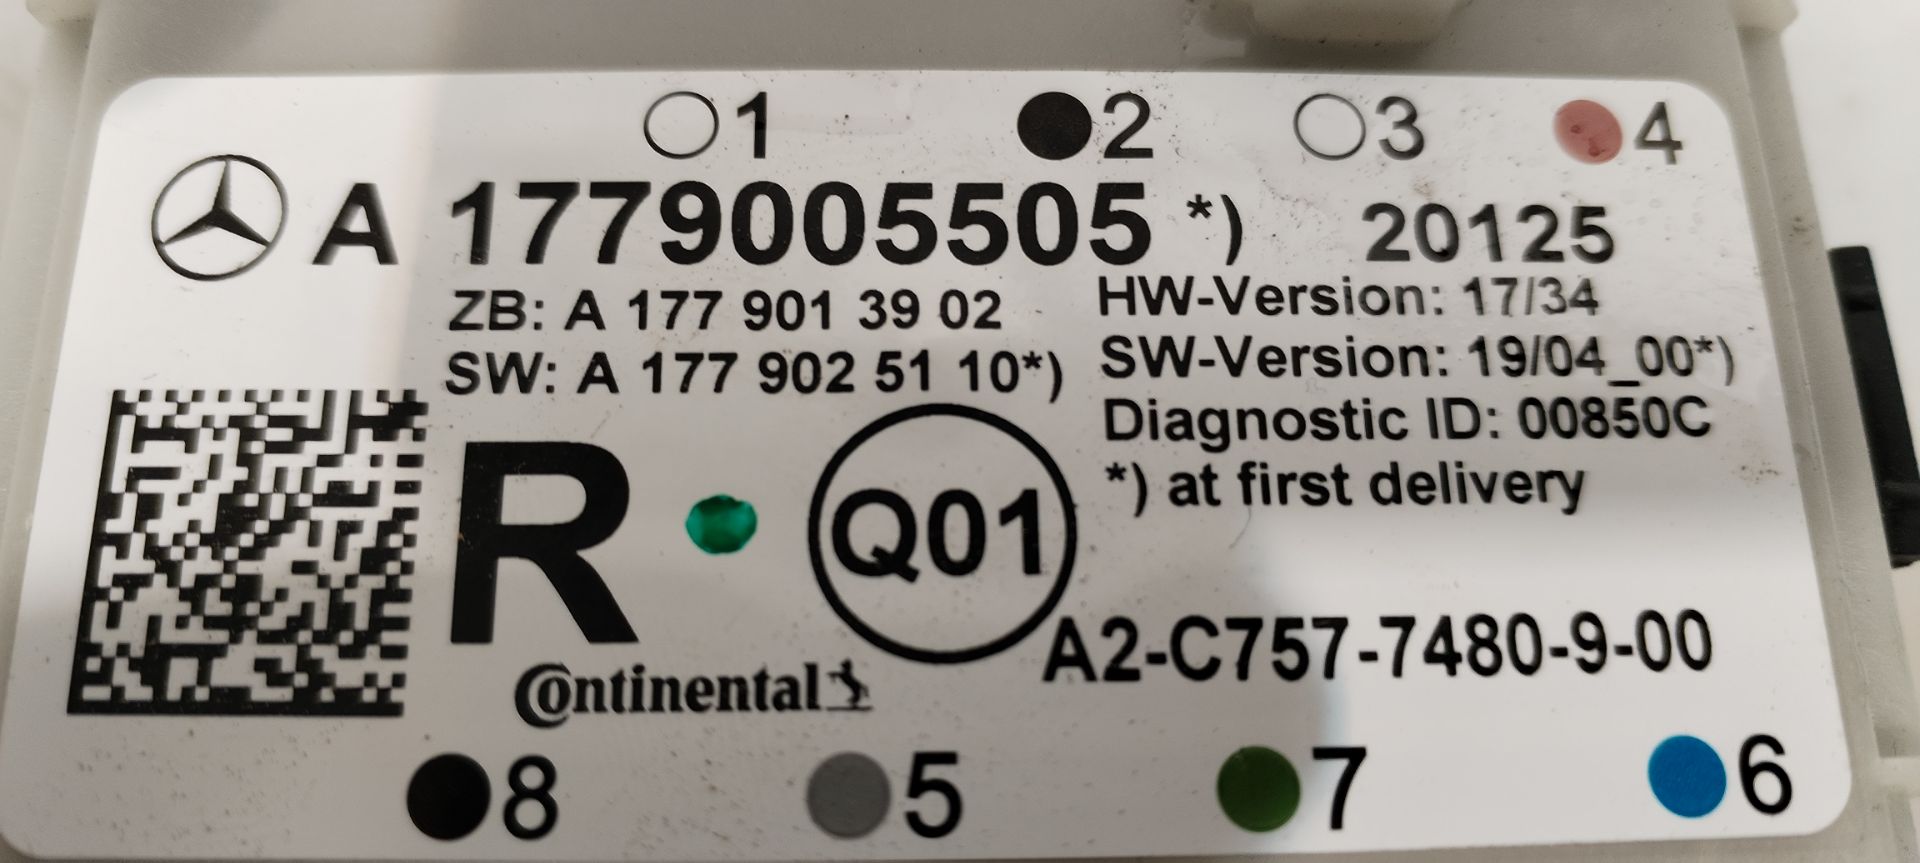 1 2 3 4
A 1779005505 *) 20125
ZB: A 177 901 39 02
HW-Version: 17/34
SW: A 177 902 51 10*)
SW-Version: 19/04_00*)
Diagnostic ID: 00850C
*) at first delivery
R Q01
A2-C757-7480-9-00
Continental
8 5 7 6